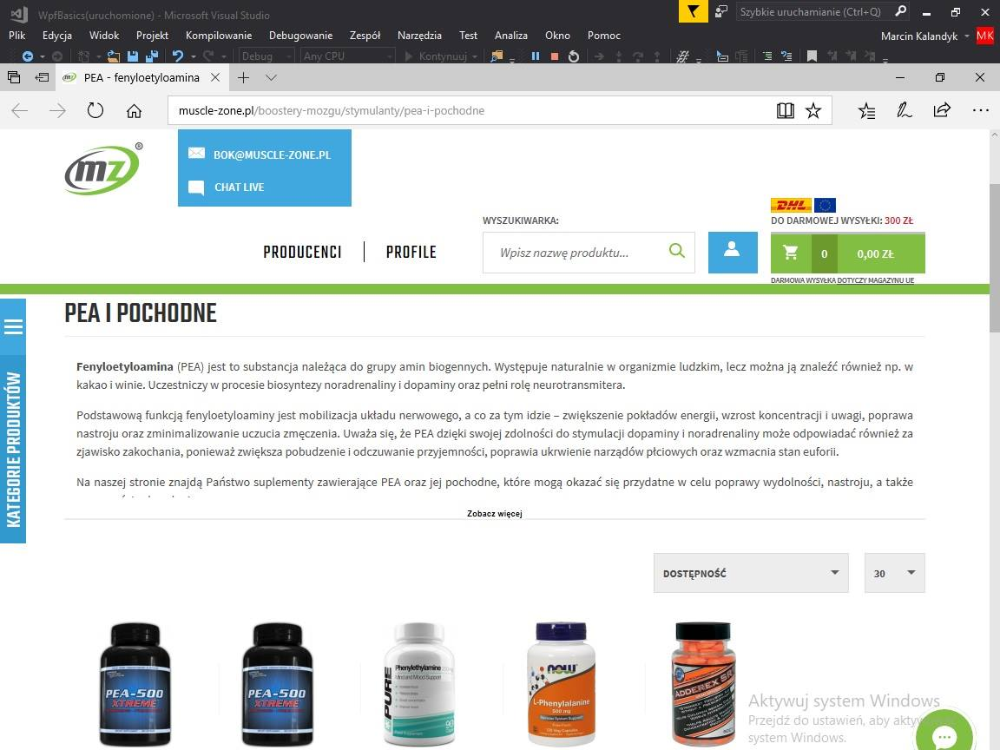 WpfBasics(uruchomione) - Microsoft Visual Studio
Szybkie uruchamianie (Ctrl+Q)
Plik Edycja Widok Projekt Kompilowanie Debugowanie Zespół Narzędzia Test Analiza Okno Pomoc
Marcin Kalandyk MK
Debug Any CPU Kontynuuj
PEA - fenyloetyloamina
muscle-zone.pl/boostery-mozgu/stymulanty/pea-i-pochodne
mz ®
BOK@MUSCLE-ZONE.PL
CHAT LIVE
DHL
WYSZUKIWARKA:
DO DARMOWEJ WYSYŁKI: 300 ZŁ
PRODUCENCI PROFILE
Wpisz nazwę produktu...
0 0,00 ZŁ
DARMOWA WYSYŁKA DOTYCZY MAGAZYNU UE
KATEGORIE PRODUKTÓW
PEA I POCHODNE
Fenyloetyloamina (PEA) jest to substancja należąca do grupy amin biogennych. Występuje naturalnie w organizmie ludzkim, lecz można ją znaleźć również np. w
kakao i winie. Uczestniczy w procesie biosyntezy noradrenaliny i dopaminy oraz pełni rolę neurotransmitera.
Podstawową funkcją fenyloetyloaminy jest mobilizacja układu nerwowego, a co za tym idzie – zwiększenie pokładów energii, wzrost koncentracji i uwagi, poprawa
nastroju oraz zminimalizowanie uczucia zmęczenia. Uważa się, że PEA dzięki swojej zdolności do stymulacji dopaminy i noradrenaliny może odpowiadać również za
zjawisko zakochania, ponieważ zwiększa pobudzenie i odczuwanie przyjemności, poprawia ukrwienie narządów płciowych oraz wzmacnia stan euforii.
Na naszej stronie znajdą Państwo suplementy zawierające PEA oraz jej pochodne, które mogą okazać się przydatne w celu poprawy wydolności, nastroju, a także
Zobacz więcej
DOSTĘPNOŚĆ
30
PEA-500
XTREME
PEA-500
XTREME
PURE
Phenylethylamine
Mind and Mood Support
90
NOW
L-Phenylalanine
500 mg
Nervous System Support
120 Veg Capsules
ADDEREX SR
Aktywuj system Windows
Przejdź do ustawień, aby aktyw
system Windows.